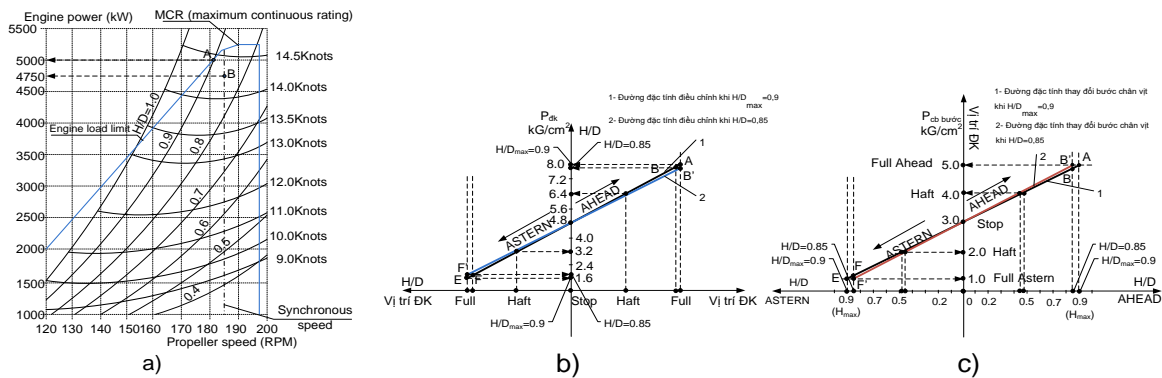 Engine power (kW)
MCR (maximum continuous rating)
5500
5000
4750
4500
4000
3500
3000
2500
2000
1500
1000
A
B
14.5Knots
14.0Knots
13.5Knots
13.0Knots
12.0Knots
11.0Knots
10.0Knots
9.0Knots
Engine load limit
H/D=1.0
0.9
0.8
0.7
0.6
0.5
0.4
Synchronous
speed
120 130 140 150 160 170 180 190 200
Propeller speed (RPM)
a)
1- Đường đặc tính điều chỉnh khi H/D max=0,9
2- Đường đặc tính điều chỉnh khi H/D=0,85
Pđk
kG/cm²
H/D
H/Dmax=0.9
H/D=0.85
8.0
7.2
6.4
5.6
4.8
4.0
3.2
2.4
1.6
1
2
A
B
B'
AHEAD
ASTERN
F
E
F'
H/D
H/D
Vị trí ĐK Full Haft Stop Haft Full Vị trí ĐK
H/Dmax=0.9
H/D=0.85
b)
1- Đường đặc tính thay đổi bước chân vịt
khi H/D max=0,9
2- Đường đặc tính thay đổi bước chân vịt
khi H/D=0,85
Pcb bước
kG/cm²
Vị trí ĐK
Full Ahead 5.0
Haft 4.0
3.0
Stop
2.0 Haft
1.0 Full Astern
2
1
B'
A
B
AHEAD
ASTERN
H/D=0.85
H/Dmax=0.9
F
E
F'
H/D=0.85
H/Dmax=0.9
H/D
H/D
ASTERN 0.9 0.7 0.5 0.2 0 0.2 0.5 0.7 0.9 AHEAD
(Hmax)
(Hmax)
c)